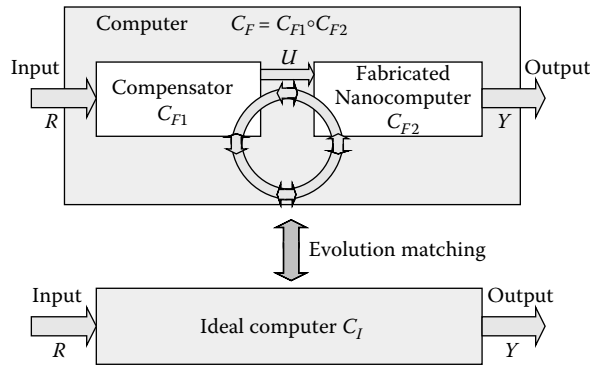 Computer C_F = C_F1∘C_F2
Input
U
Output
Compensator
C_F1
Fabricated
Nanocomputer
C_F2
R
Y
Evolution matching
Input
Output
Ideal computer C_I
R
Y